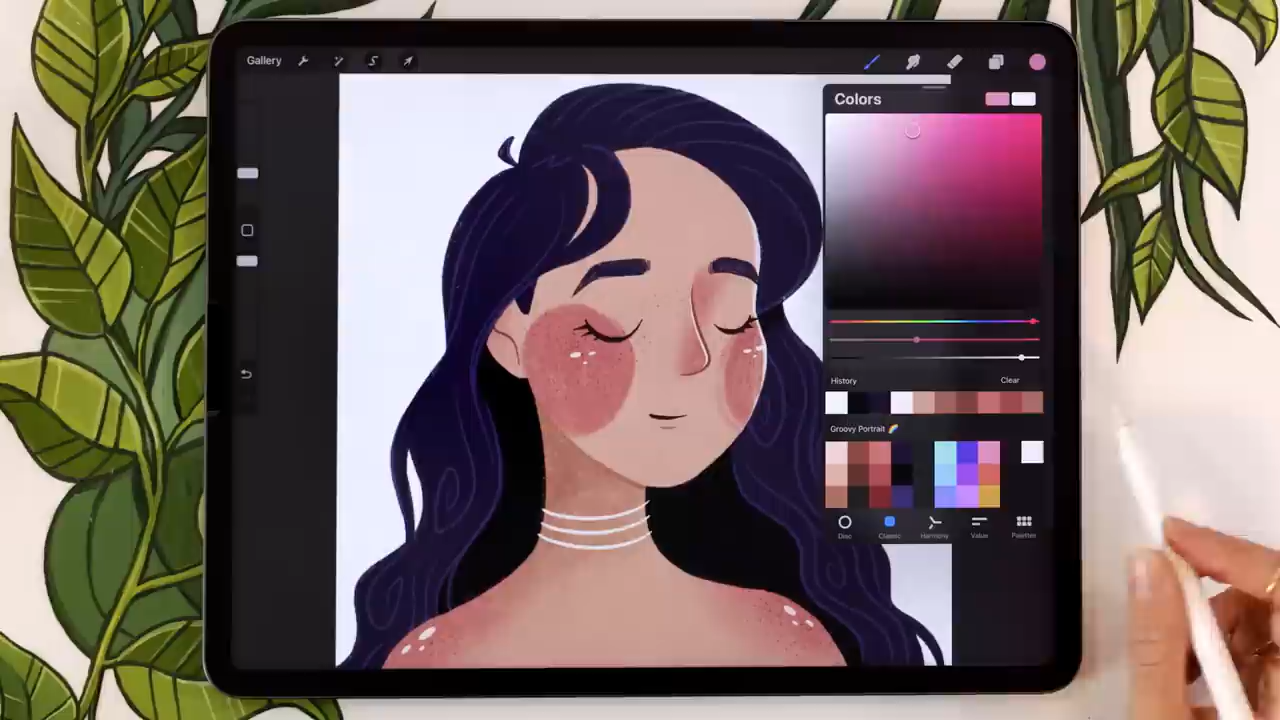 Gallery
Colors
History Clear
Groovy Portrait 🌈
Disc Classic Harmony Value Palettes